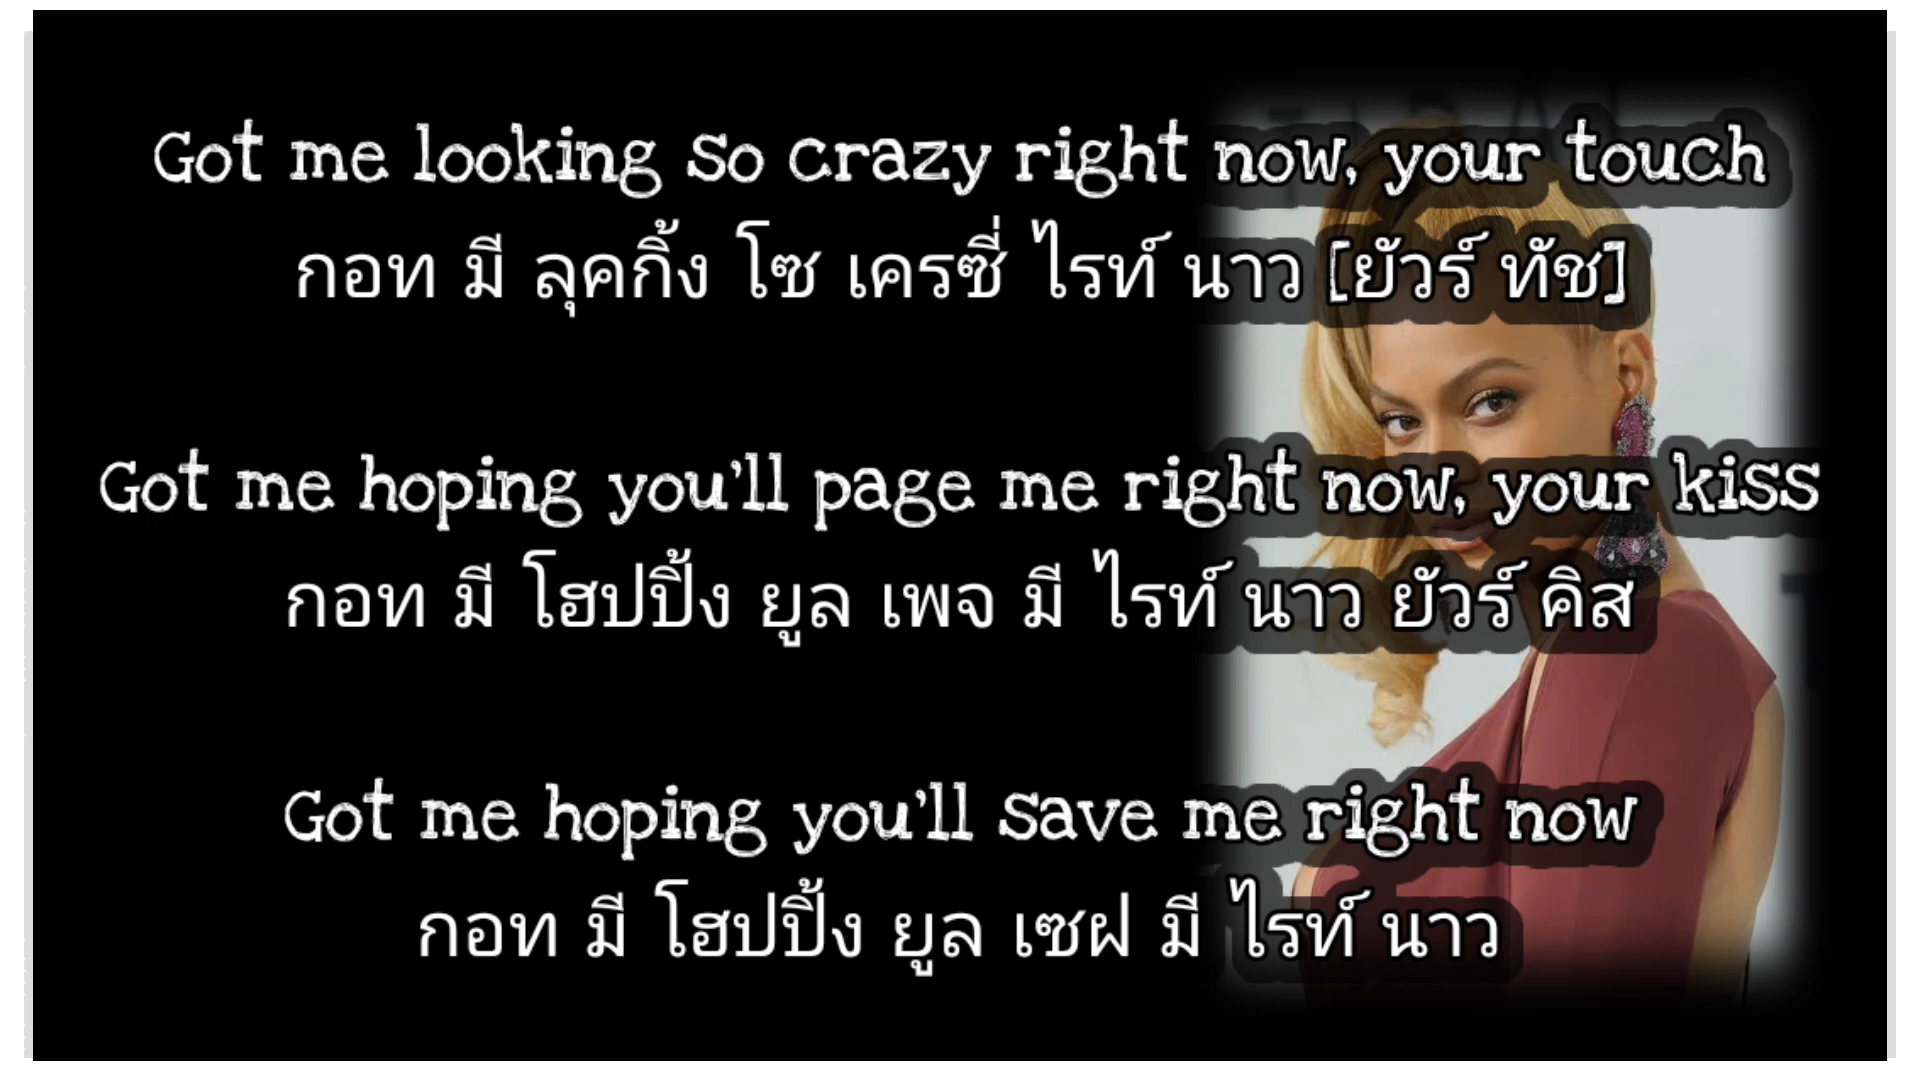 Got me looking so crazy right now, your touch
กอท มี ลุคกิ้ง โซ เครซี่ ไรท์ นาว [ยัวร์ ทัช]
Got me hoping you'll page me right now, your kiss
กอท มี โฮปปิ้ง ยูล เพจ มี ไรท์ นาว ยัวร์ คิส
Got me hoping you'll save me right now
กอท มี โฮปปิ้ง ยูล เซฝ มี ไรท์ นาว